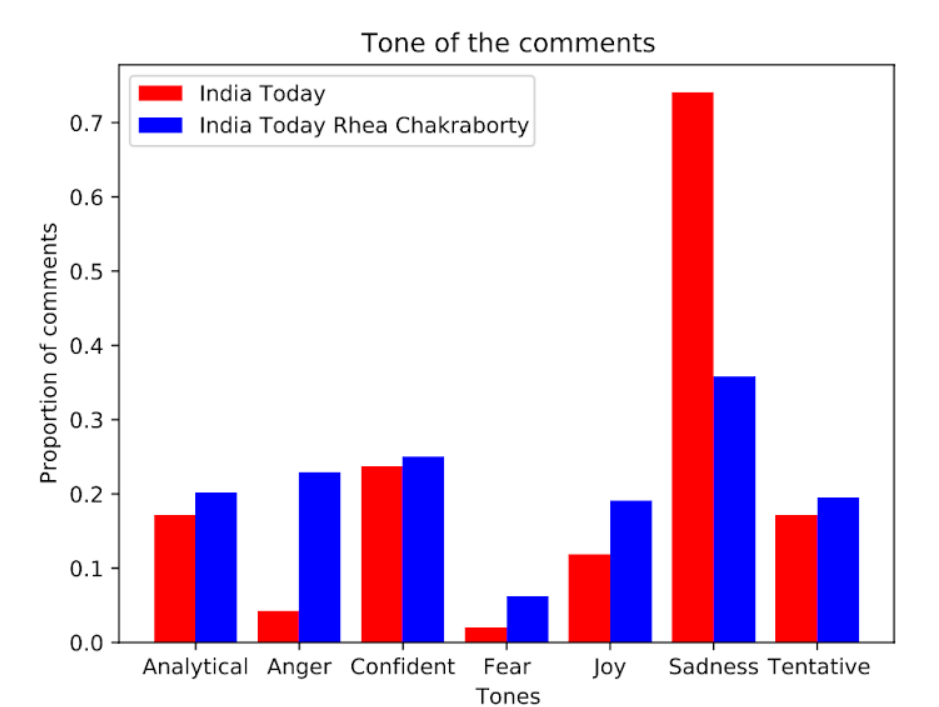 Tone of the comments
India Today
India Today Rhea Chakraborty
Proportion of comments
0.7
0.6
0.5
0.4
0.3
0.2
0.1
0.0
Analytical Anger Confident Fear Joy Sadness Tentative
Tones